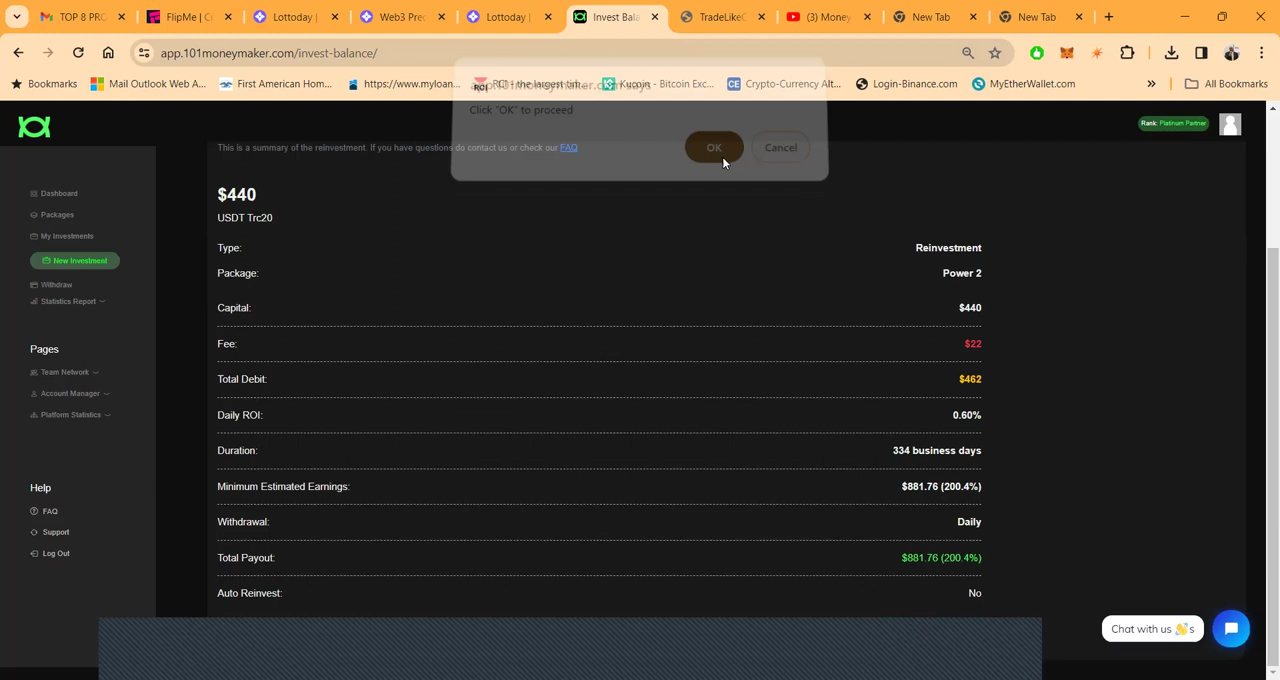 TOP 8 PRO
FlipMe | C
Lottoday |
Web3 Prec
Lottoday |
Invest Bala
TradeLikeC
(3) Money
New Tab
New Tab
app.101moneymaker.com/invest-balance/
Bookmarks
Mail Outlook Web A...
First American Hom...
https://www.myloan...
Kucoin - Bitcoin Exc...
Crypto-Currency Alt...
Login-Binance.com
MyEtherWallet.com
All Bookmarks
Click "OK" to proceed
OK
Cancel
Rank: Platinum Partner
This is a summary of the reinvestment. If you have questions do contact us or check our FAQ
Dashboard
Packages
My Investments
New Investment
Withdraw
Statistics Report
Pages
Team Network
Account Manager
Platform Statistics
Help
FAQ
Support
Log Out
$440
USDT Trc20
Type: Reinvestment
Package: Power 2
Capital: $440
Fee: $22
Total Debit: $462
Daily ROI: 0.60%
Duration: 334 business days
Minimum Estimated Earnings: $881.76 (200.4%)
Withdrawal: Daily
Total Payout: $881.76 (200.4%)
Auto Reinvest: No
Chat with us 👋's